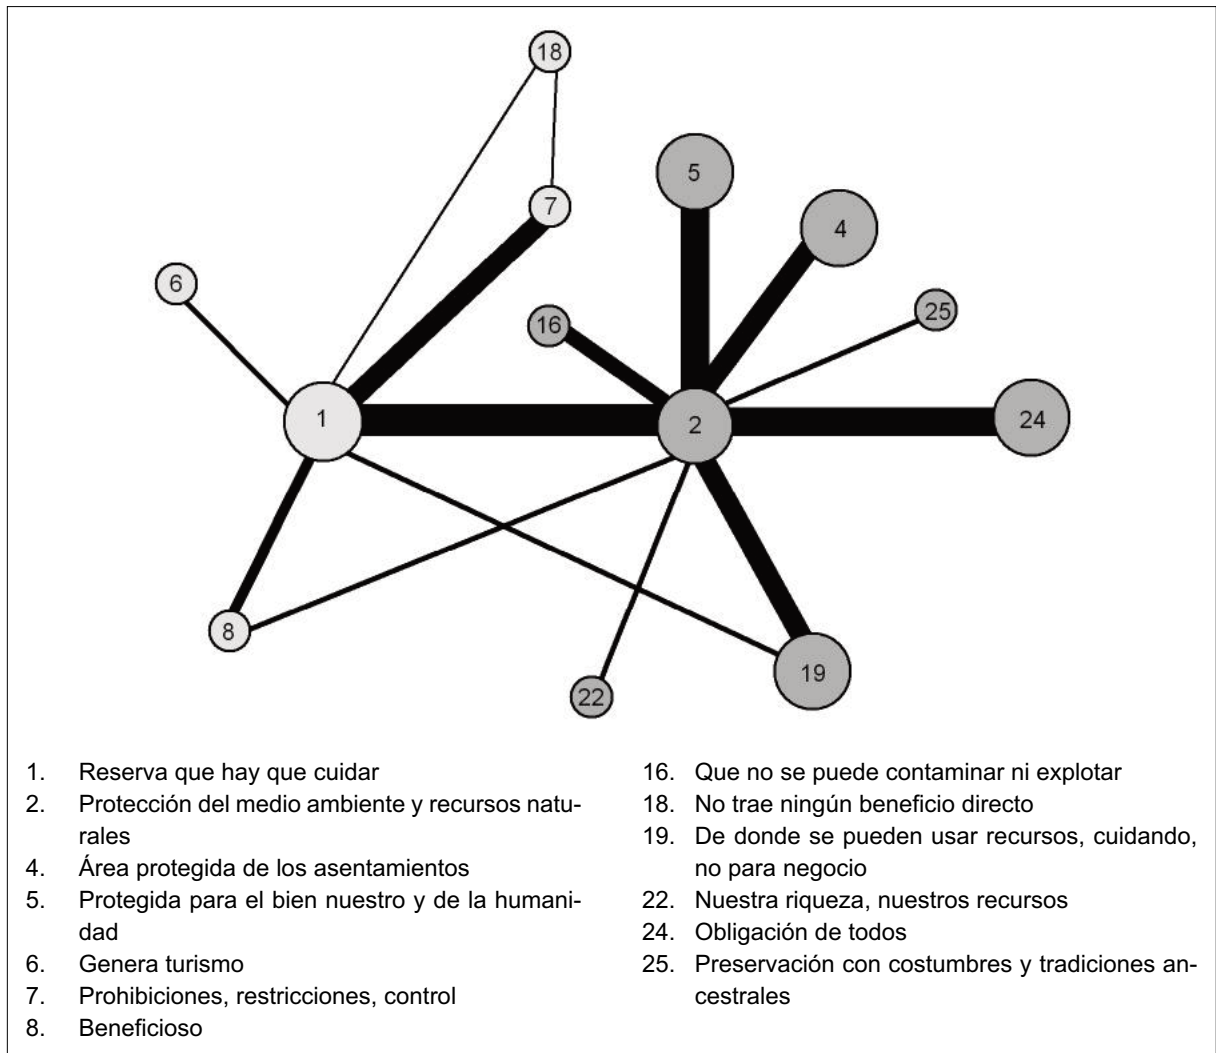 18
5
7
4
6
25
16
1
2
24
8
19
22
1. Reserva que hay que cuidar
2. Protección del medio ambiente y recursos natu-
rales
4. Área protegida de los asentamientos
5. Protegida para el bien nuestro y de la humani-
dad
6. Genera turismo
7. Prohibiciones, restricciones, control
8. Beneficioso
16. Que no se puede contaminar ni explotar
18. No trae ningún beneficio directo
19. De donde se pueden usar recursos, cuidando,
no para negocio
22. Nuestra riqueza, nuestros recursos
24. Obligación de todos
25. Preservación con costumbres y tradiciones an-
cestrales